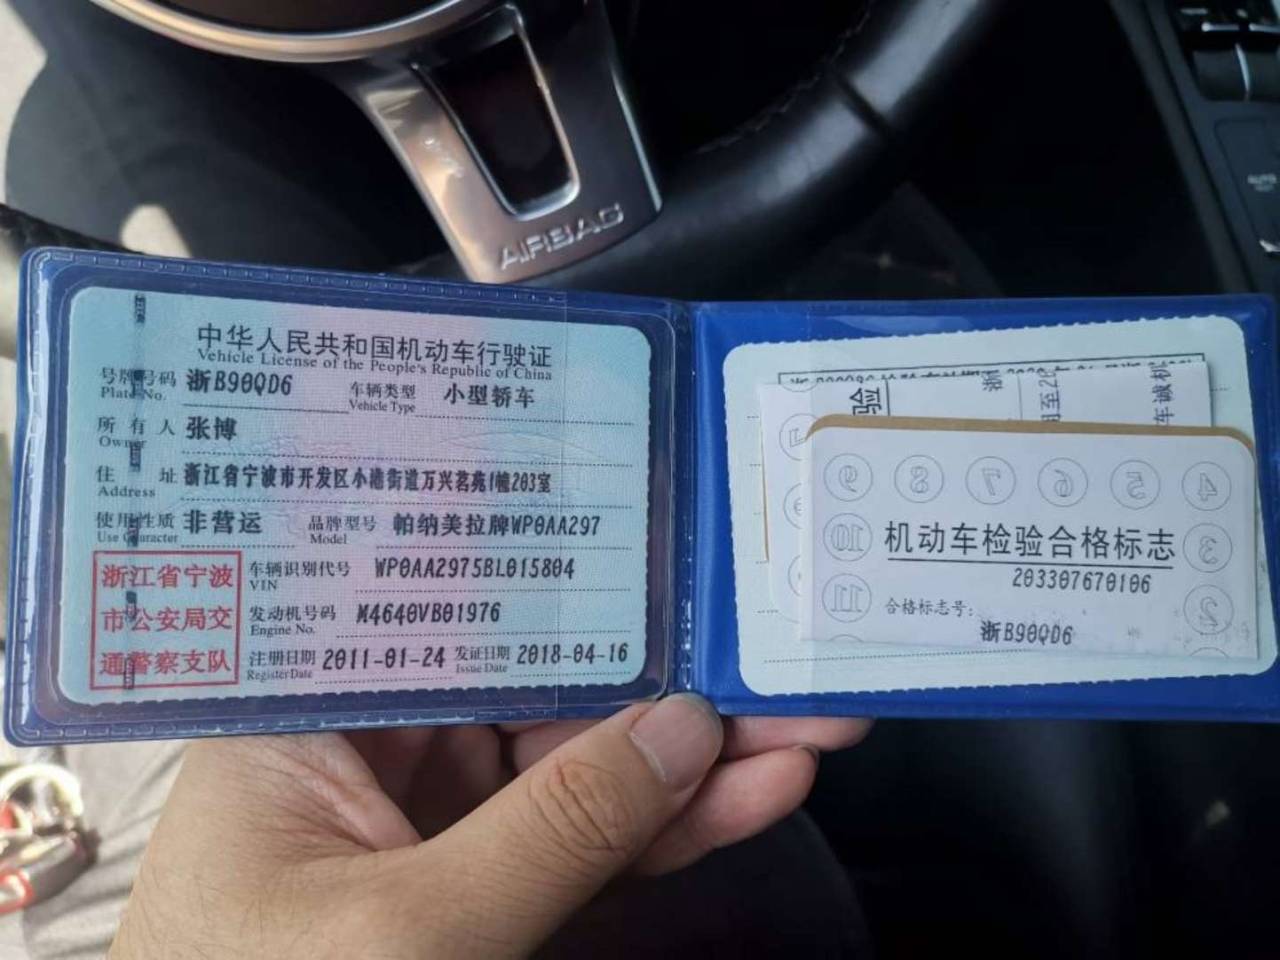 AIRBAG
AUTO
中华人民共和国机动车行驶证
Vehicle License of the People's Republic of China
号牌号码 浙B90QD6 车辆类型 小型轿车
Plate No. Vehicle Type
所有人 张博
Owner
住址 浙江省宁波市开发区小港街道万兴茗苑1幢203室
Address
使用性质 非营运 品牌型号 帕纳美拉牌WP0AA297
Use Character Model
浙江省宁波
市公安局交
通警察支队
车辆识别代号 WP0AA2975BL015804
VIN
发动机号码 M4640VB01976
Engine No.
注册日期 2011-01-24 发证日期 2018-04-16
Register Date Issue Date
验
浙
车
9 8 7 6 5 4
10 3
11 2
机动车检验合格标志
203307670106
合格标志号:
浙B90QD6